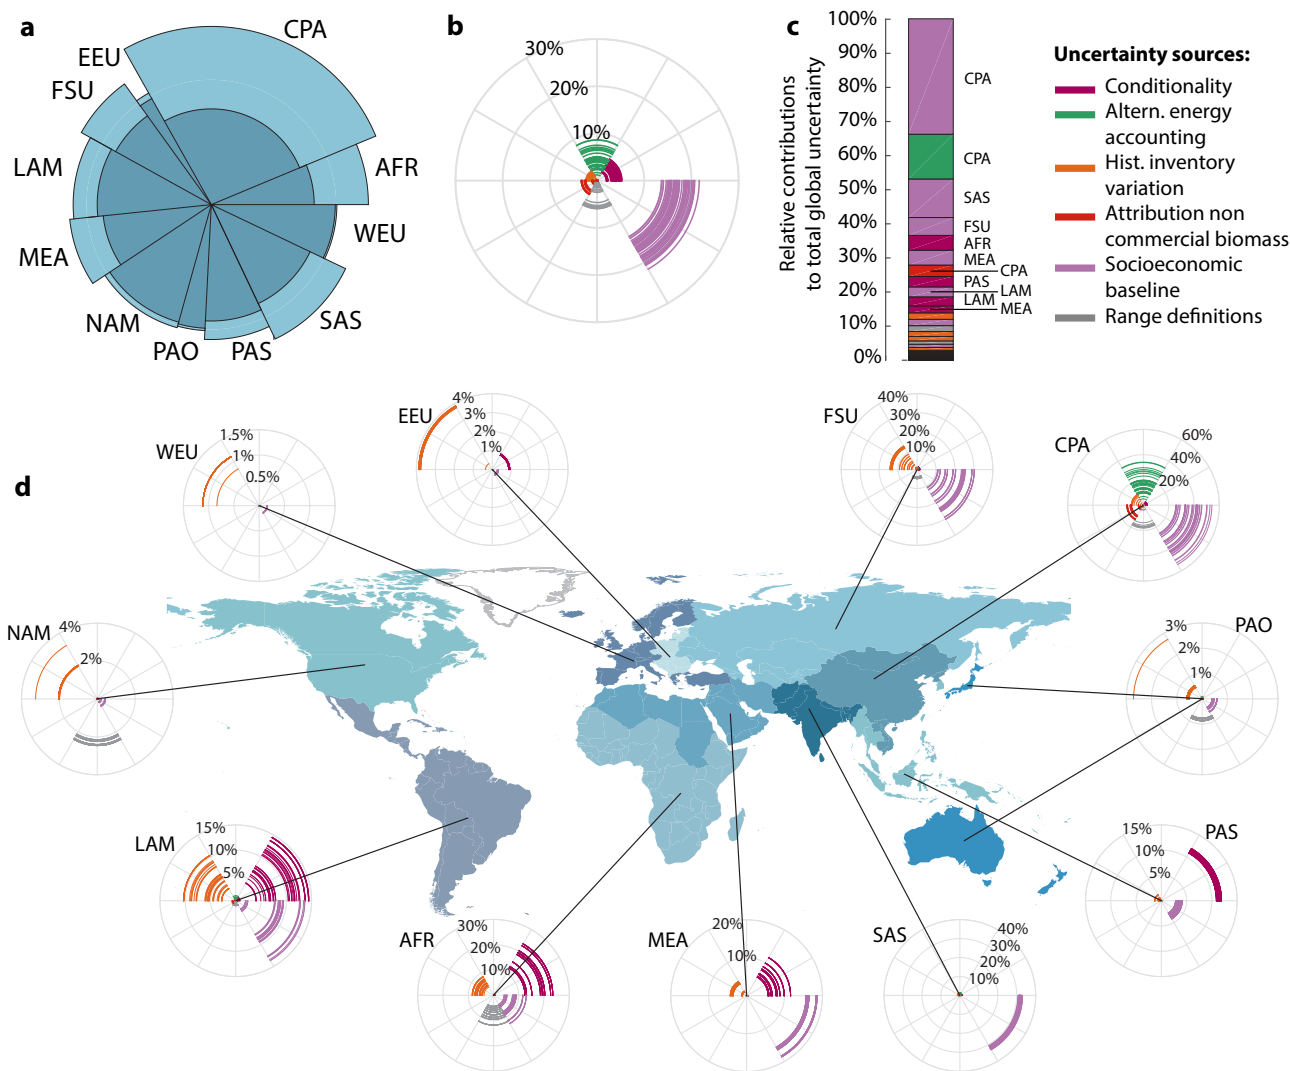 a
CPA
EEU
FSU
LAM
AFR
WEU
MEA
NAM
SAS
PAO
PAS
b
30%
20%
10%
c
Relative contributions
to total global uncertainty
100%
90%
80%
70%
60%
50%
40%
30%
20%
10%
0%
CPA
CPA
SAS
FSU
AFR
MEA
CPA
PAS
LAM
LAM
MEA
Uncertainty sources:
Conditionality
Altern. energy
accounting
Hist. inventory
variation
Attribution non
commercial biomass
Socioeconomic
baseline
Range definitions
d
WEU
1.5%
1%
0.5%
EEU
4%
3%
2%
1%
FSU
40%
30%
20%
10%
CPA
60%
40%
20%
NAM
4%
2%
PAO
3%
2%
1%
LAM
15%
10%
5%
PAS
15%
10%
5%
AFR
30%
20%
10%
MEA
20%
10%
SAS
40%
30%
20%
10%